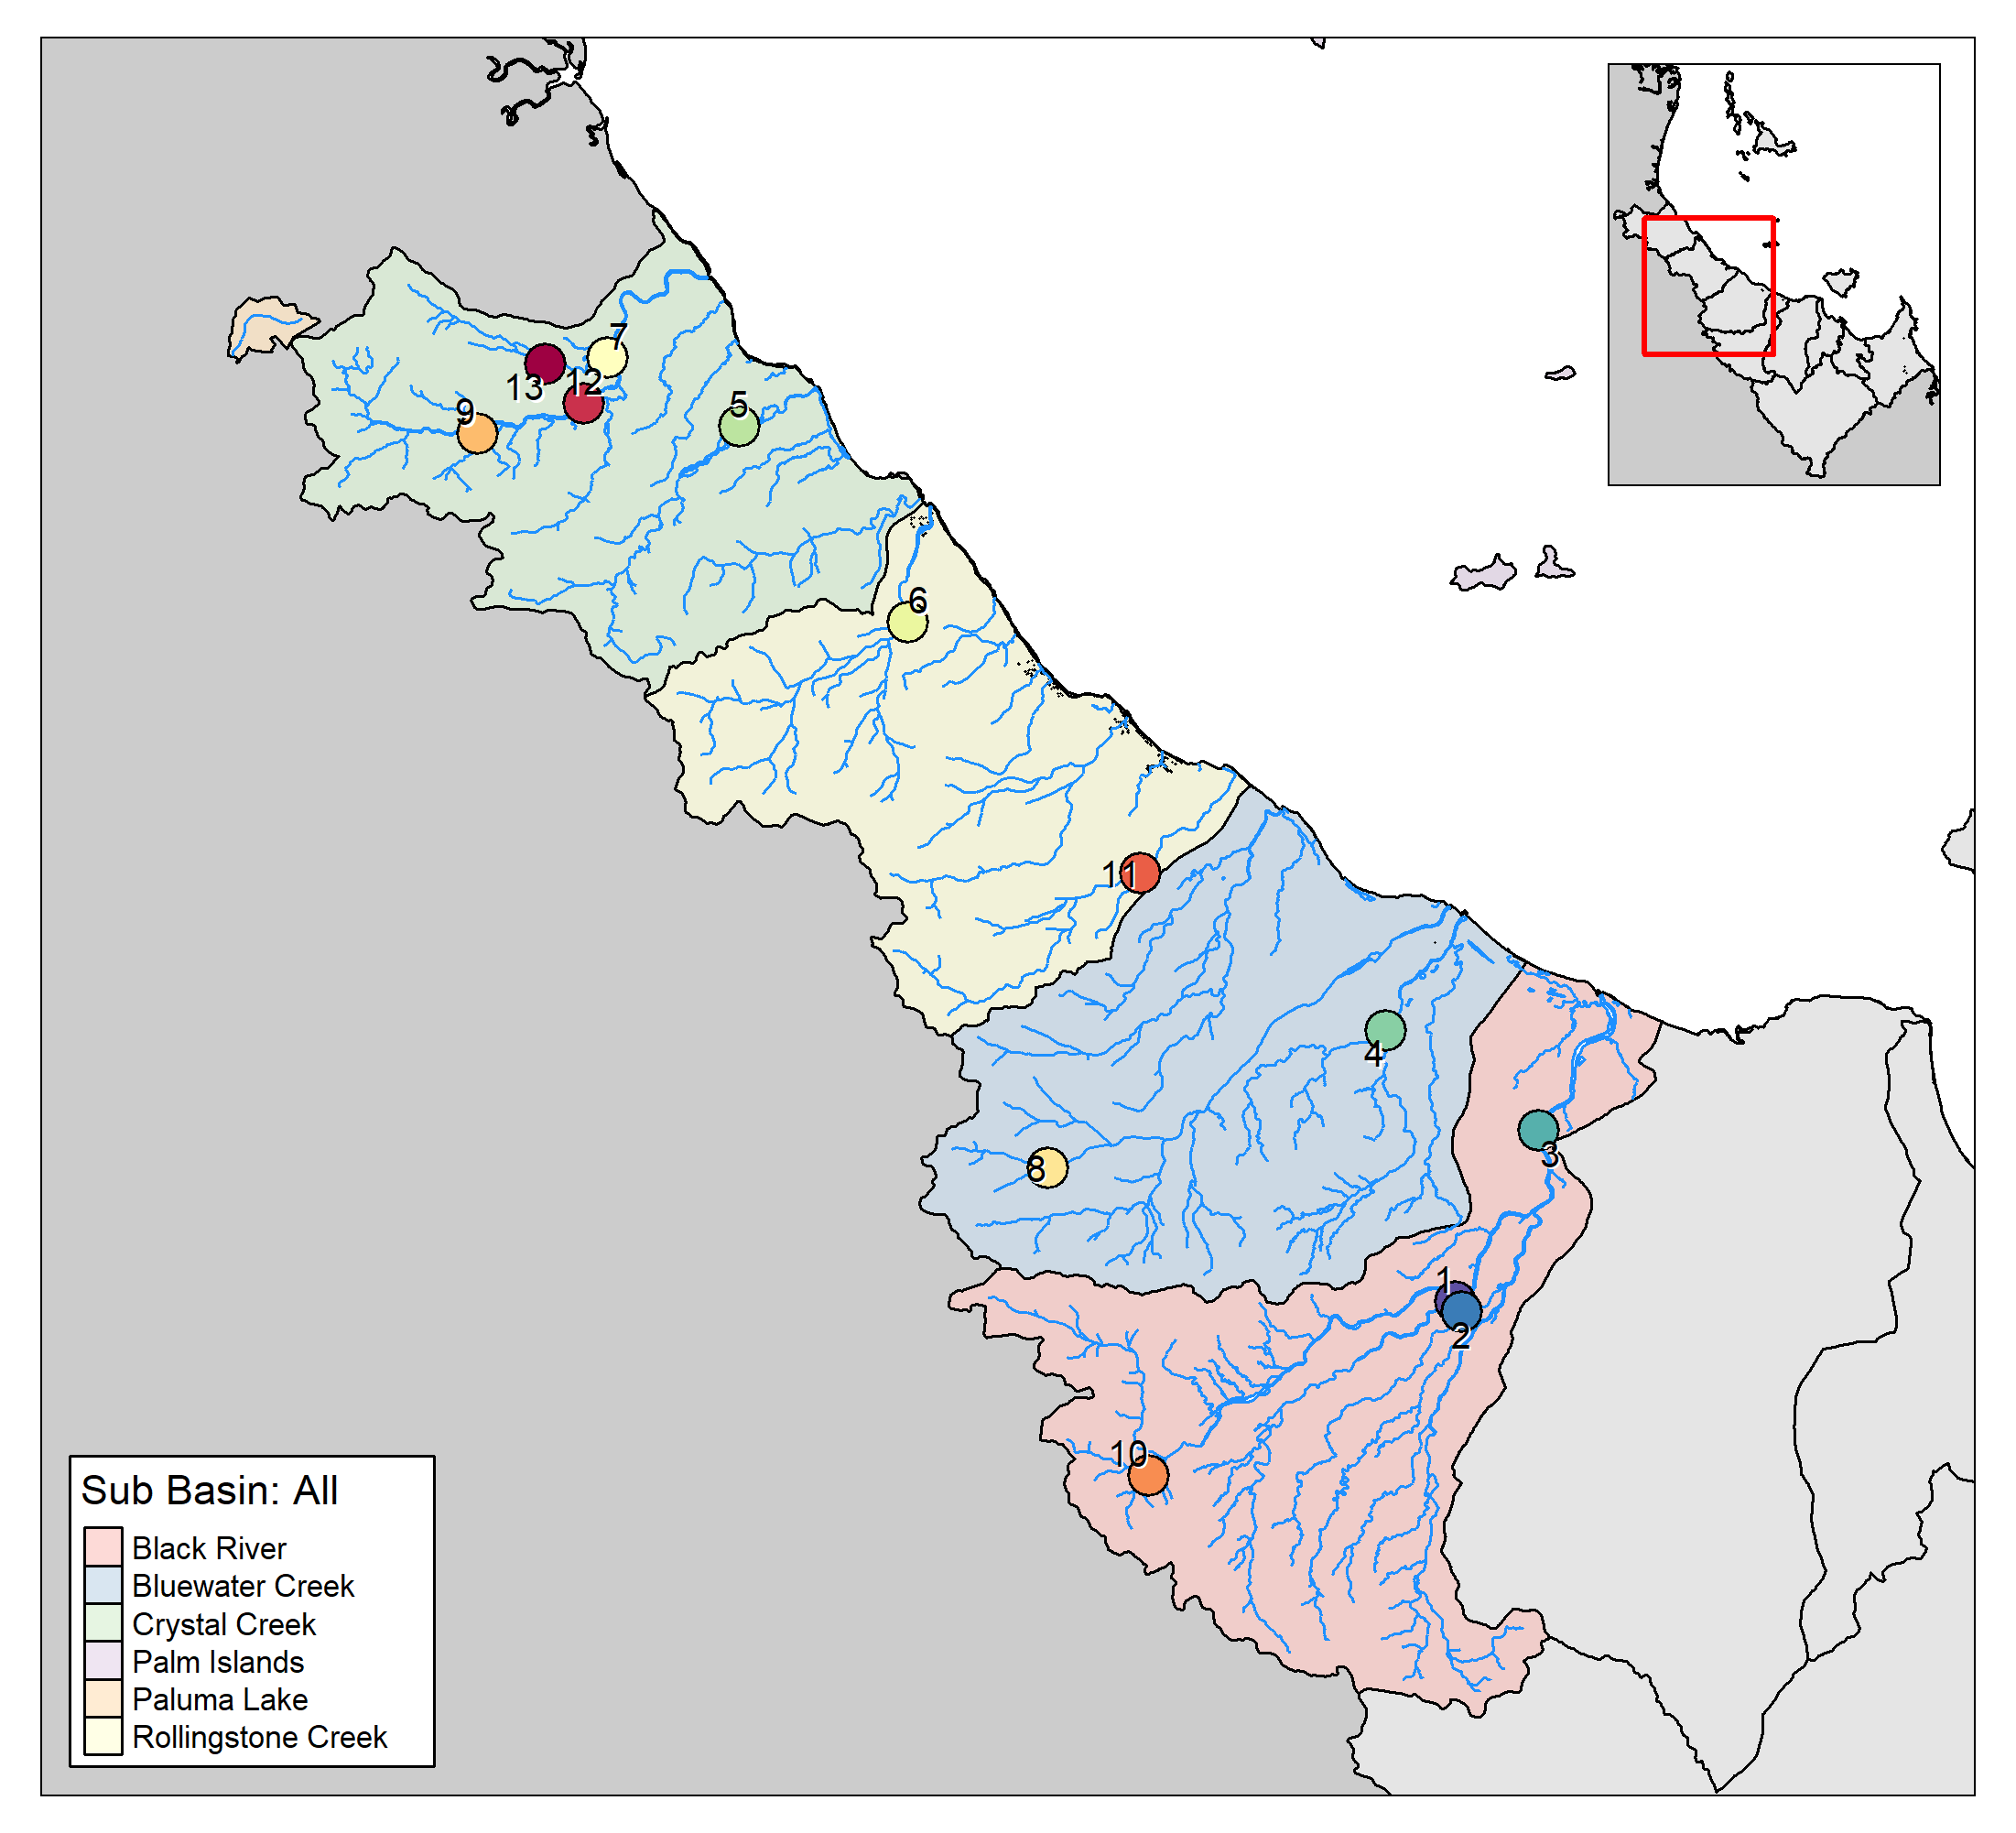 7
13
12
9
5
6
11
4
3
8
1
2
10
Sub Basin: All
Black River
Bluewater Creek
Crystal Creek
Palm Islands
Paluma Lake
Rollingstone Creek